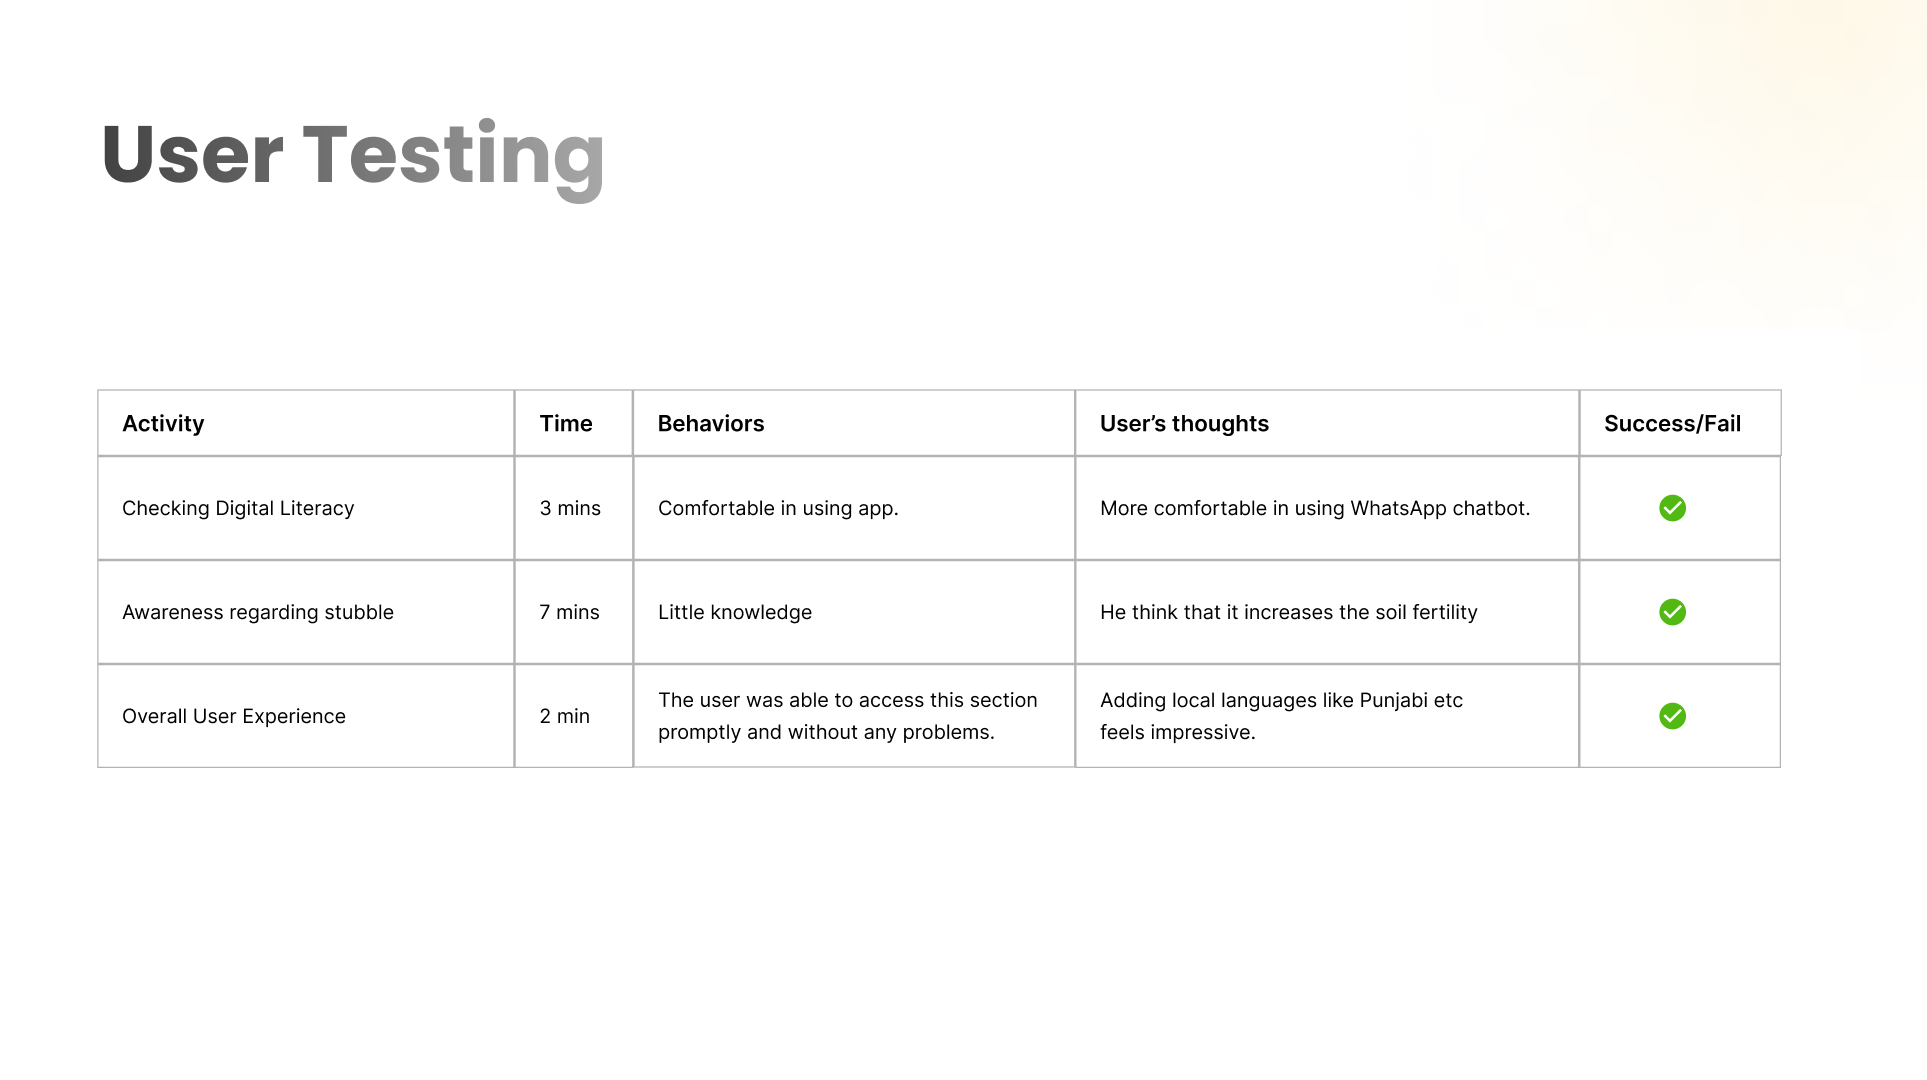 User Testing
Activity
Time
Behaviors
User’s thoughts
Success/Fail
Checking Digital Literacy
3 mins
Comfortable in using app.
More comfortable in using WhatsApp chatbot.
Awareness regarding stubble
7 mins
Little knowledge
He think that it increases the soil fertility
Overall User Experience
2 min
The user was able to access this section
promptly and without any problems.
Adding local languages like Punjabi etc
feels impressive.